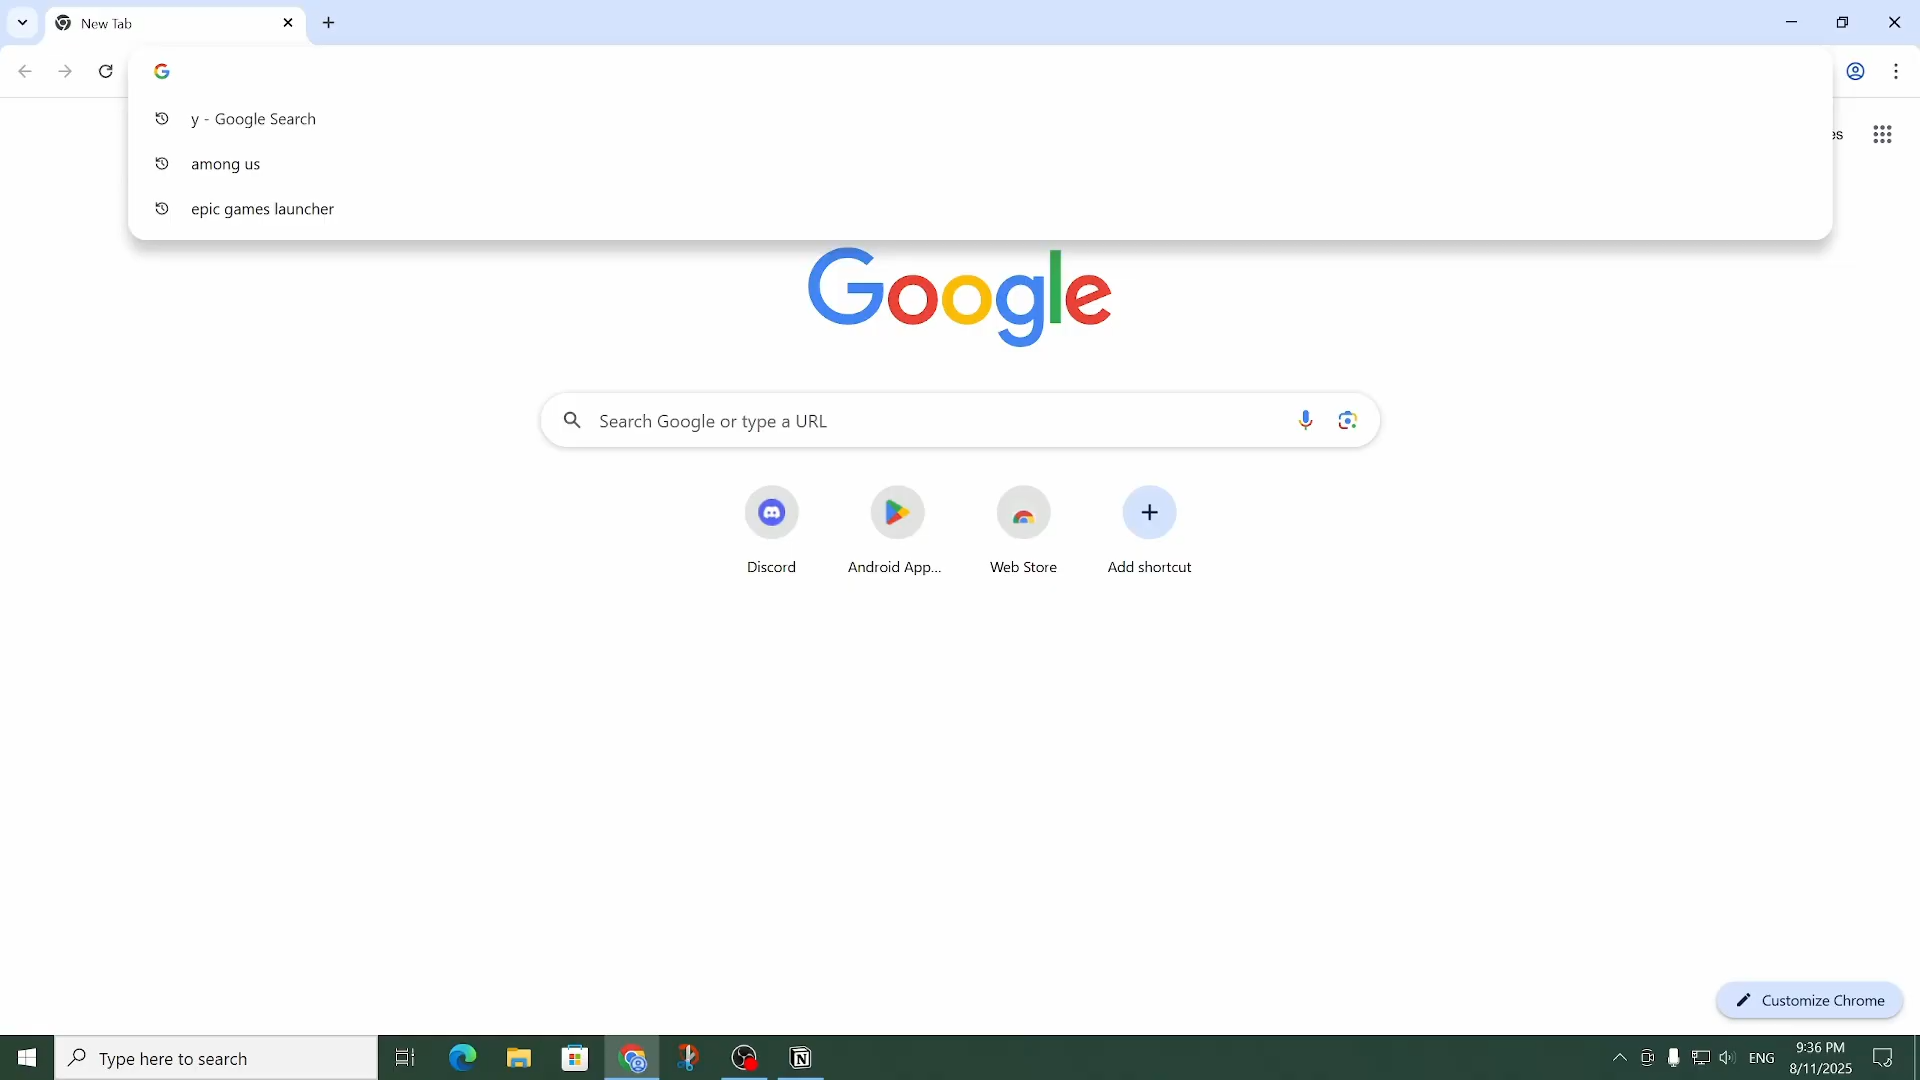 New Tab
y - Google Search
among us
epic games launcher
Google
Search Google or type a URL
Discord
Android App...
Web Store
Add shortcut
Customize Chrome
Type here to search
ENG
9:36 PM
8/11/2025